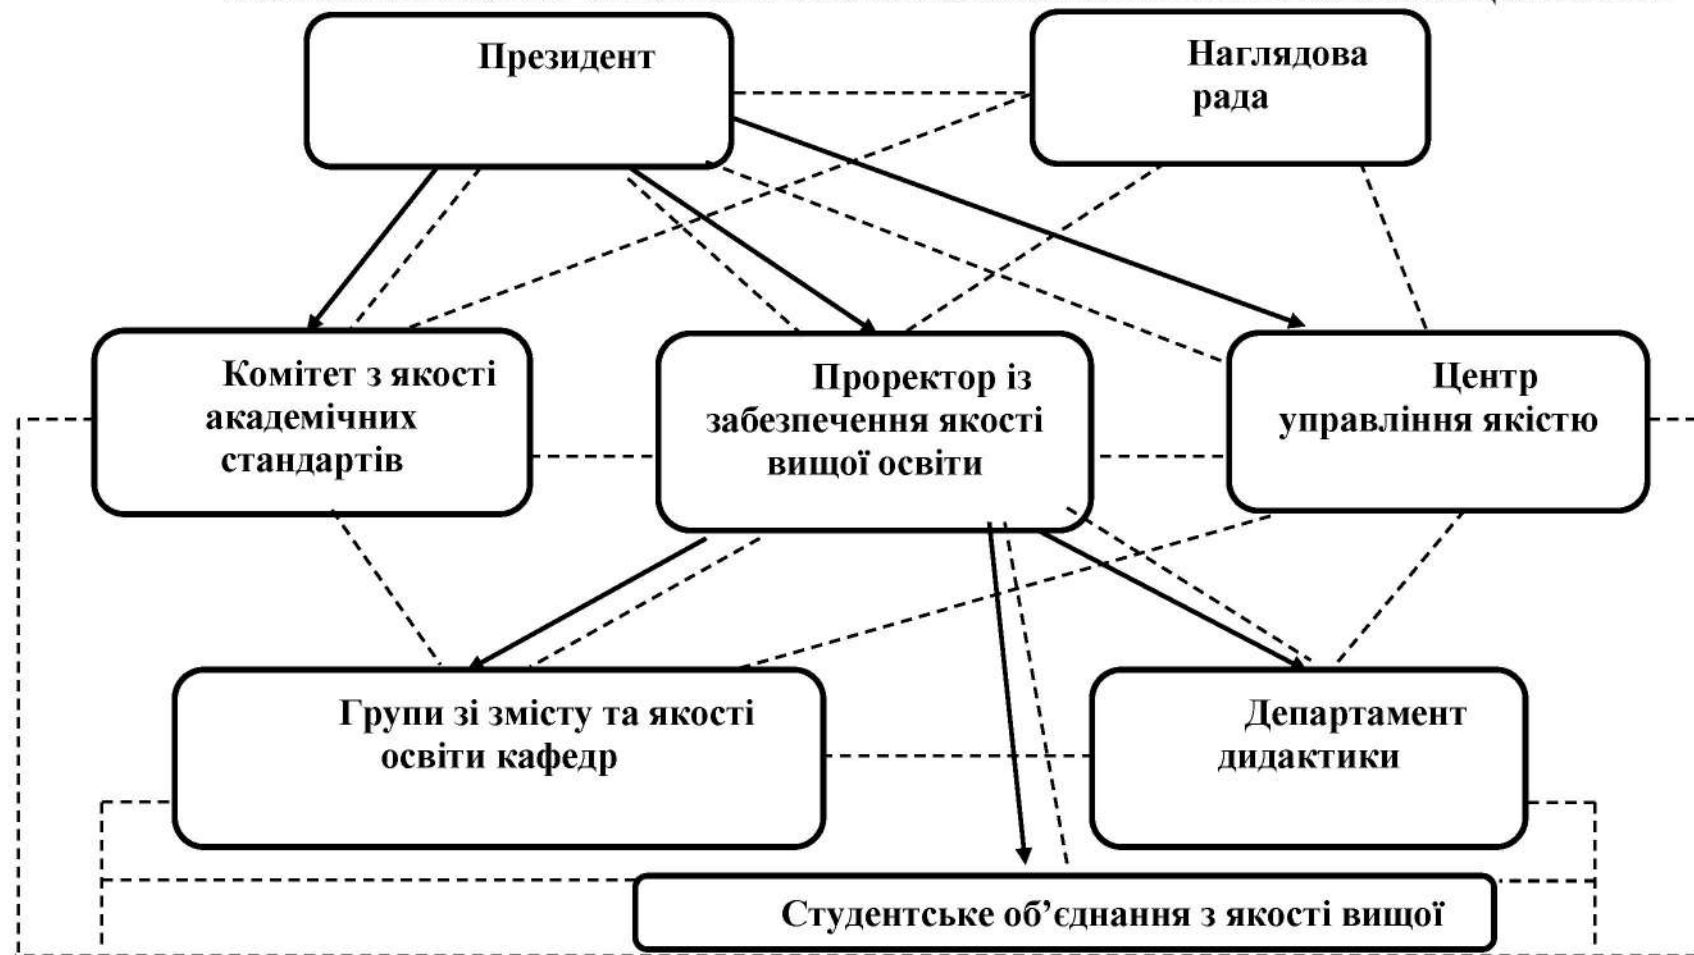 Президент
Наглядова
рада
Комітет з якості
академічних
стандартів
Проректор із
забезпечення якості
вищої освіти
Центр
управління якістю
Групи зі змісту та якості
освіти кафедр
Департамент
дидактики
Студентське об’єднання з якості вищої